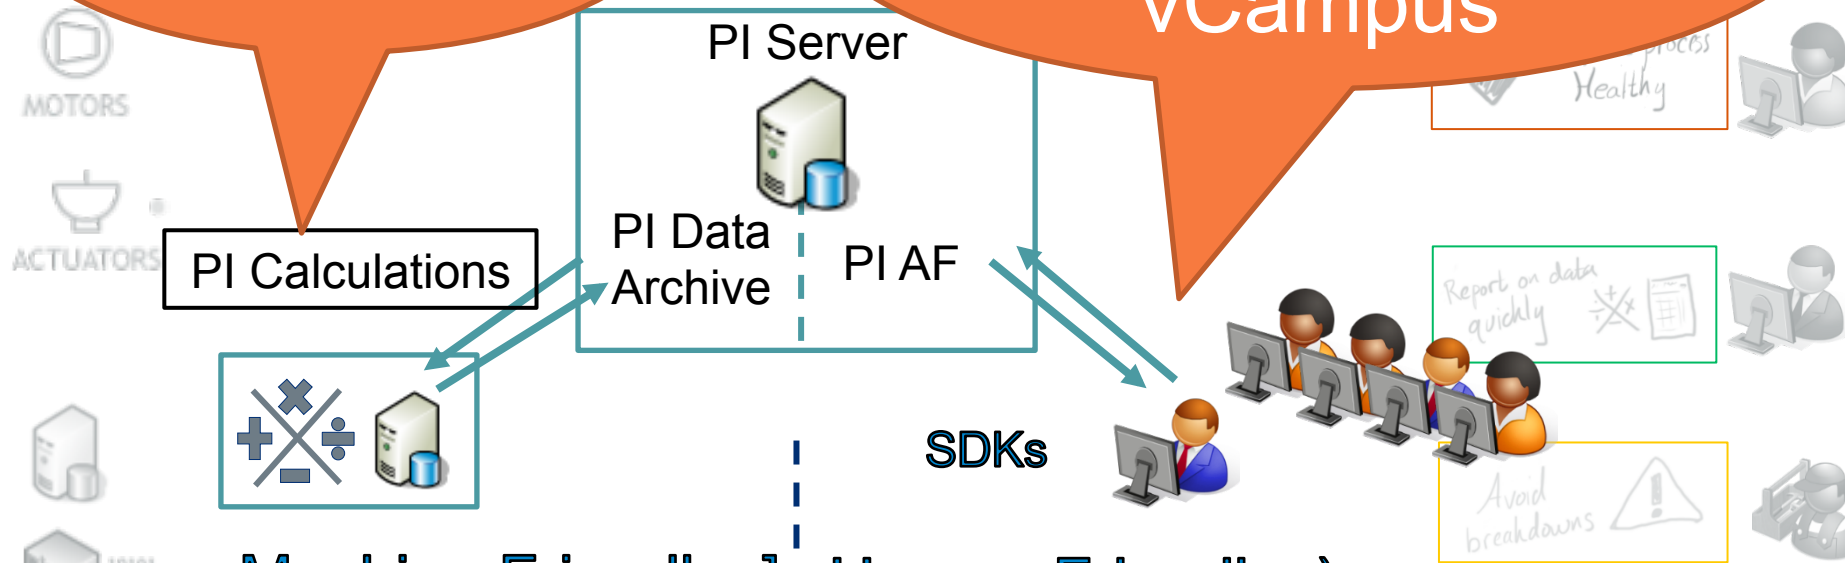 vCampus
PI Server
process
Healthy
MOTORS
PI Data
Archive
PI AF
ACTUATORS
PI Calculations
Report on data
quickly
SDKs
Avoid
breakdowns